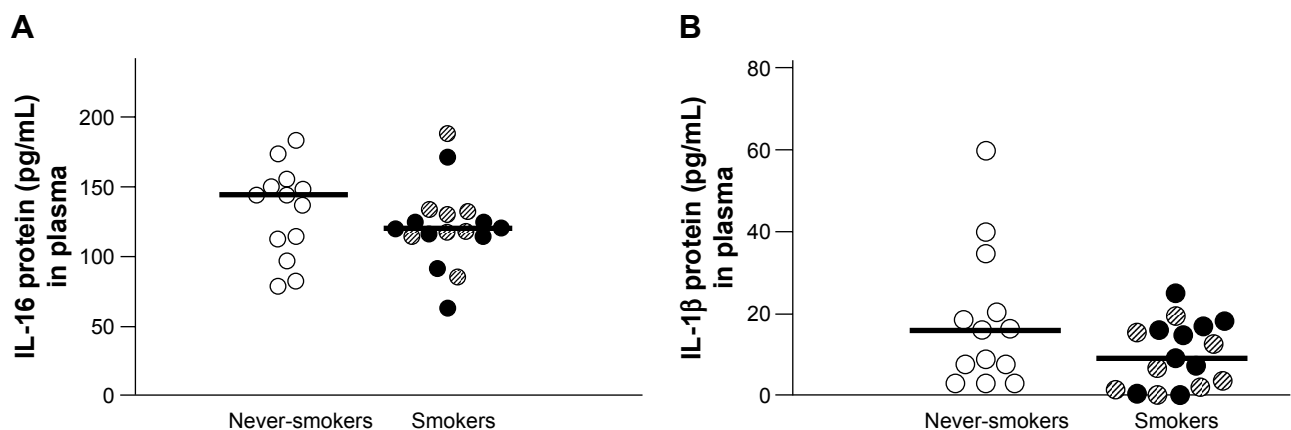 A
IL-16 protein (pg/mL)
in plasma
200
150
100
50
0
Never-smokers
Smokers
B
IL-1β protein (pg/mL)
in plasma
80
60
40
20
0
Never-smokers
Smokers